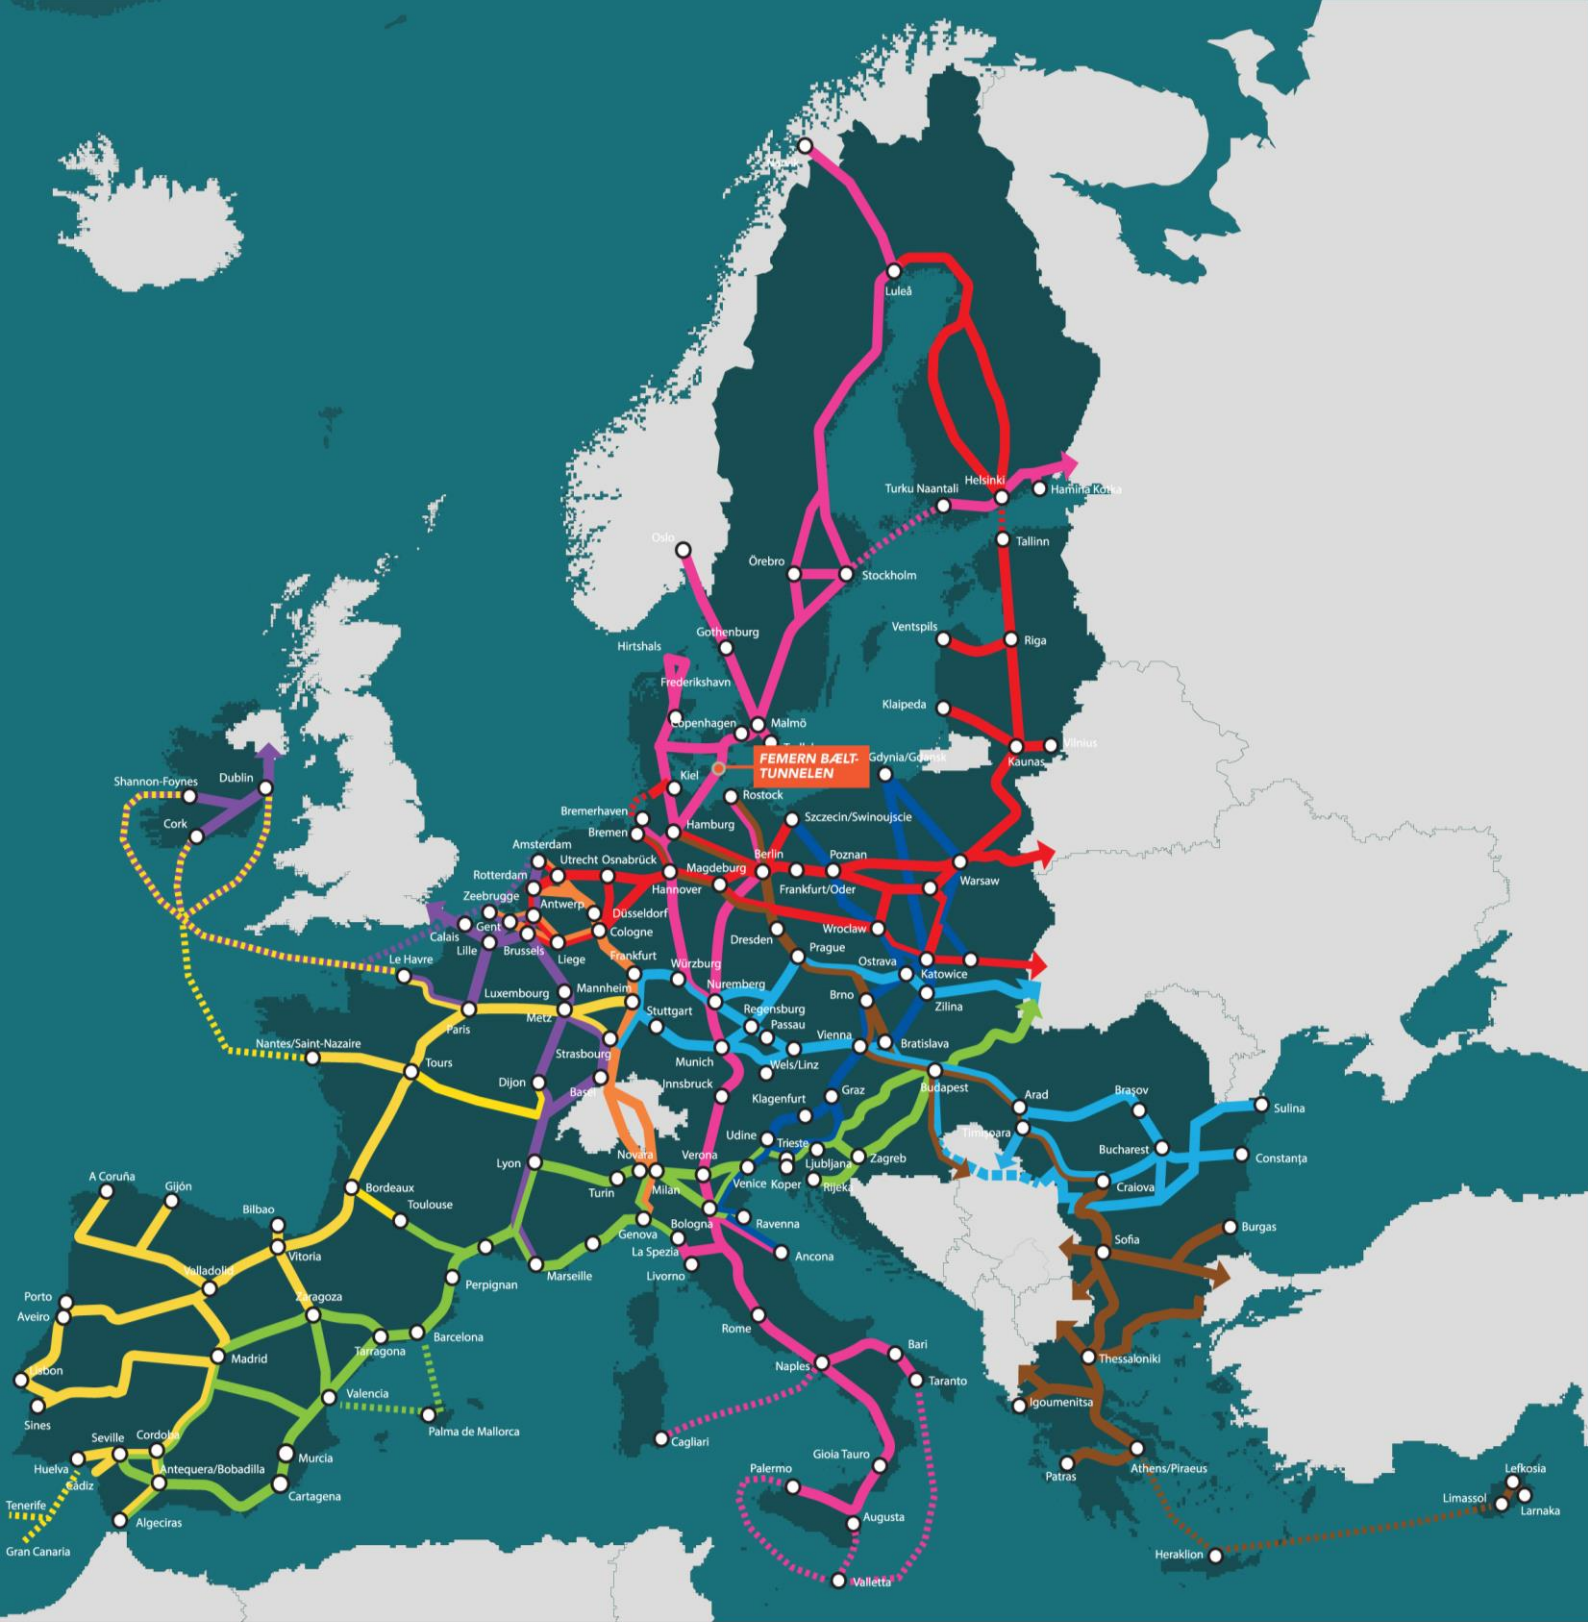 Luleå
Helsinki
Turku Naantali
Hamina Kotka
Oslo
Tallinn
Örebro
Stockholm
Ventspils
Riga
Gothenburg
Hirtshals
Frederikshavn
Klaipeda
Copenhagen
Malmö
Vilnius
FEMERN BÆLT-
TUNNELEN
Gdynia/Gdansk
Kaunas
Kiel
Dublin
Shannon-Foynes
Rostock
Bremerhaven
Szczecin/Swinoujscie
Cork
Hamburg
Bremen
Amsterdam
Utrecht
Osnabrück
Berlin
Poznan
Magdeburg
Rotterdam
Hannover
Frankfurt/Oder
Warsaw
Zeebrugge
Antwerp
Düsseldorf
Gent
Calais
Cologne
Wroclaw
Dresden
Lille
Brussels
Liege
Prague
Le Havre
Frankfurt
Würzburg
Ostrava
Katowice
Luxembourg
Mannheim
Nuremberg
Brno
Zilina
Stuttgart
Regensburg
Metz
Passau
Paris
Nantes/Saint-Nazaire
Vienna
Bratislava
Strasbourg
Munich
Tours
Wels/Linz
Dijon
Innsbruck
Budapest
Basel
Klagenfurt
Graz
Arad
Brașov
Sulina
Timișoara
Udine
Trieste
Bucharest
Lyon
Novara
Verona
Ljubljana
Zagreb
Constanța
A Coruña
Gijón
Bordeaux
Turin
Milan
Venice
Koper
Rijeka
Craiova
Toulouse
Bilbao
Bologna
Ravenna
Burgas
Genova
Sofia
Vitoria
La Spezia
Ancona
Valladolid
Marseille
Livorno
Perpignan
Porto
Zaragoza
Aveiro
Rome
Barcelona
Tarragona
Bari
Madrid
Naples
Thessaloniki
Lisbon
Taranto
Valencia
Igoumenitsa
Sines
Palma de Mallorca
Seville
Cordoba
Cagliari
Murcia
Gioia Tauro
Huelva
Antequera/Bobadilla
Palermo
Athens/Piraeus
Patras
Lefkosia
Cádiz
Cartagena
Limassol
Tenerife
Larnaka
Algeciras
Augusta
Gran Canaria
Heraklion
Valletta